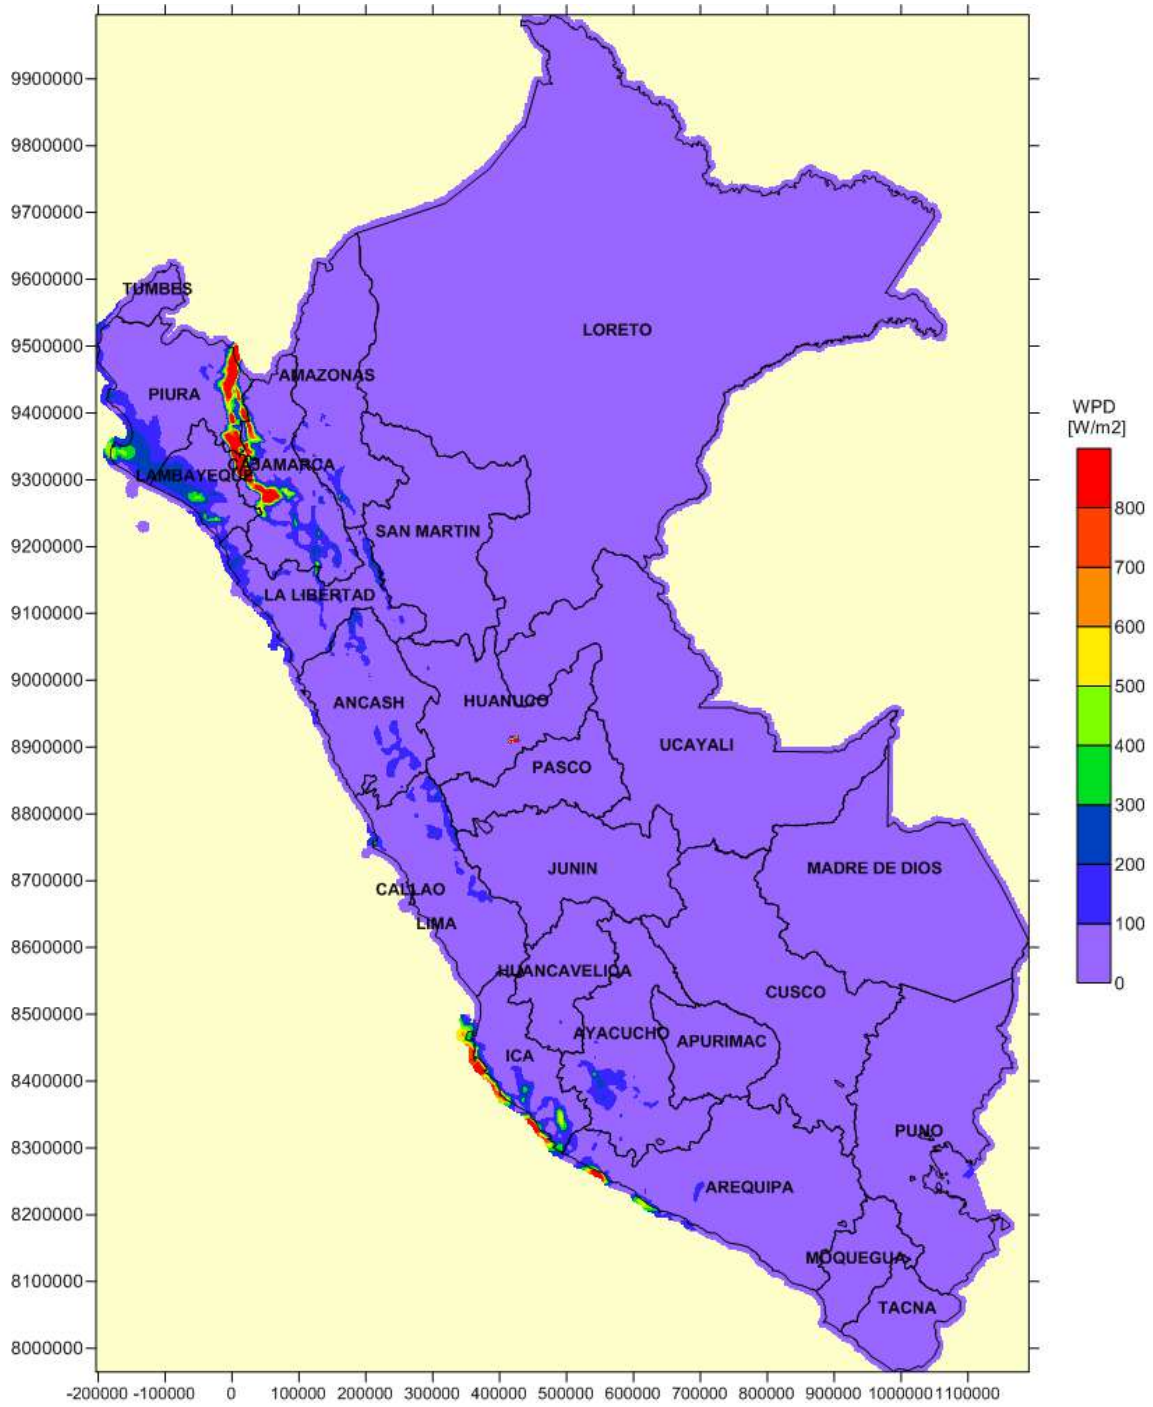 9900000
9800000
9700000
9600000
9500000
9400000
9300000
9200000
9100000
9000000
8900000
8800000
8700000
8600000
8500000
8400000
8300000
8200000
8100000
8000000
-200000 -100000 0 100000 200000 300000 400000 500000 600000 700000 800000 900000 1000000 1100000
TUMBES
LORETO
AMAZONAS
PIURA
CAJAMARCA
LAMBAYEQUE
SAN MARTIN
LA LIBERTAD
ANCASH
HUANUCO
UCAYALI
PASCO
JUNIN
MADRE DE DIOS
CALLAO
LIMA
HUANCAVELICA
CUSCO
AYACUCHO
APURIMAC
ICA
PUNO
AREQUIPA
MOQUEGUA
TACNA
WPD
[W/m2]
800
700
600
500
400
300
200
100
0